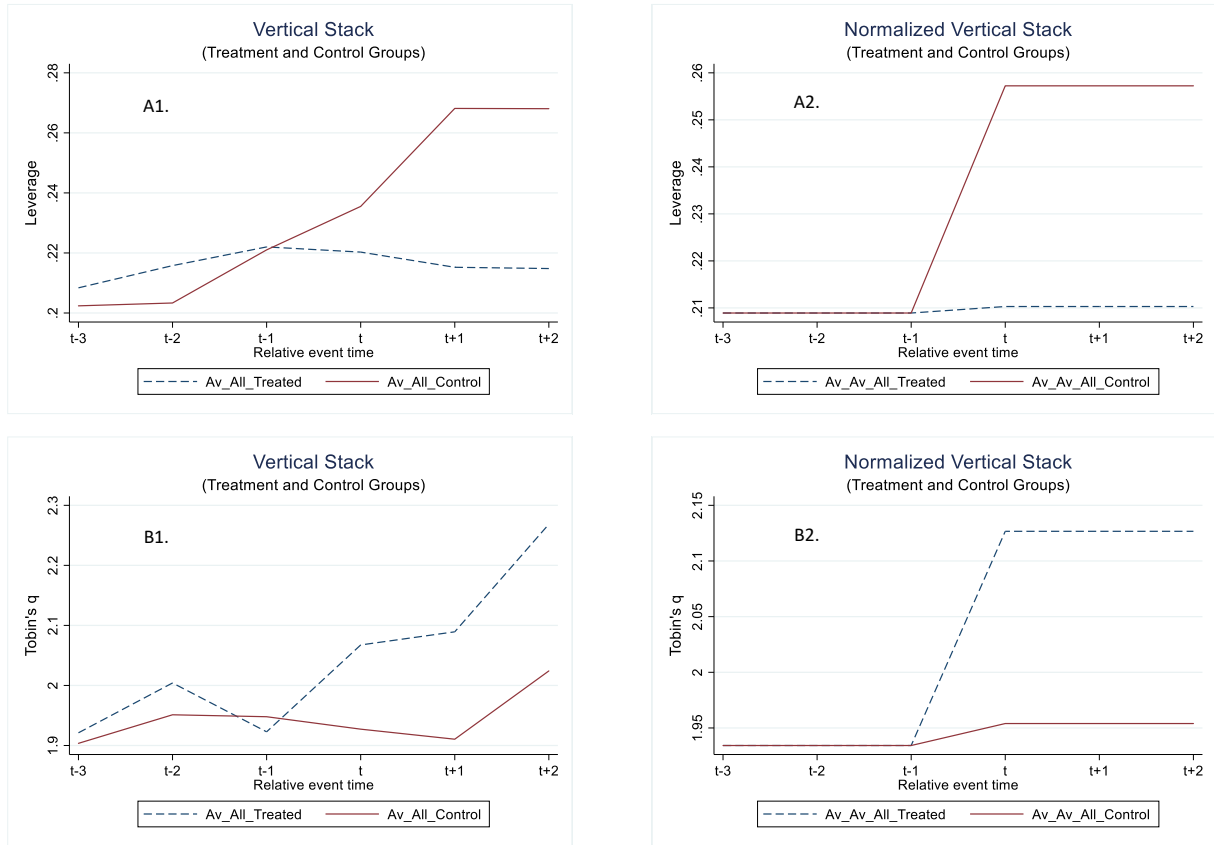 Vertical Stack
(Treatment and Control Groups)
A1.
Leverage
.28
.26
.24
.22
.2
t-3 t-2 t-1 t t+1 t+2
Relative event time
Av_All_Treated Av_All_Control
Normalized Vertical Stack
(Treatment and Control Groups)
A2.
Leverage
.26
.25
.24
.23
.22
.21
t-3 t-2 t-1 t t+1 t+2
Relative event time
Av_Av_All_Treated Av_Av_All_Control
Vertical Stack
(Treatment and Control Groups)
B1.
Tobin's q
2.3
2.2
2.1
2
1.9
t-3 t-2 t-1 t t+1 t+2
Relative event time
Av_All_Treated Av_All_Control
Normalized Vertical Stack
(Treatment and Control Groups)
B2.
Tobin's q
2.15
2.1
2.05
2
1.95
t-3 t-2 t-1 t t+1 t+2
Relative event time
Av_Av_All_Treated Av_Av_All_Control